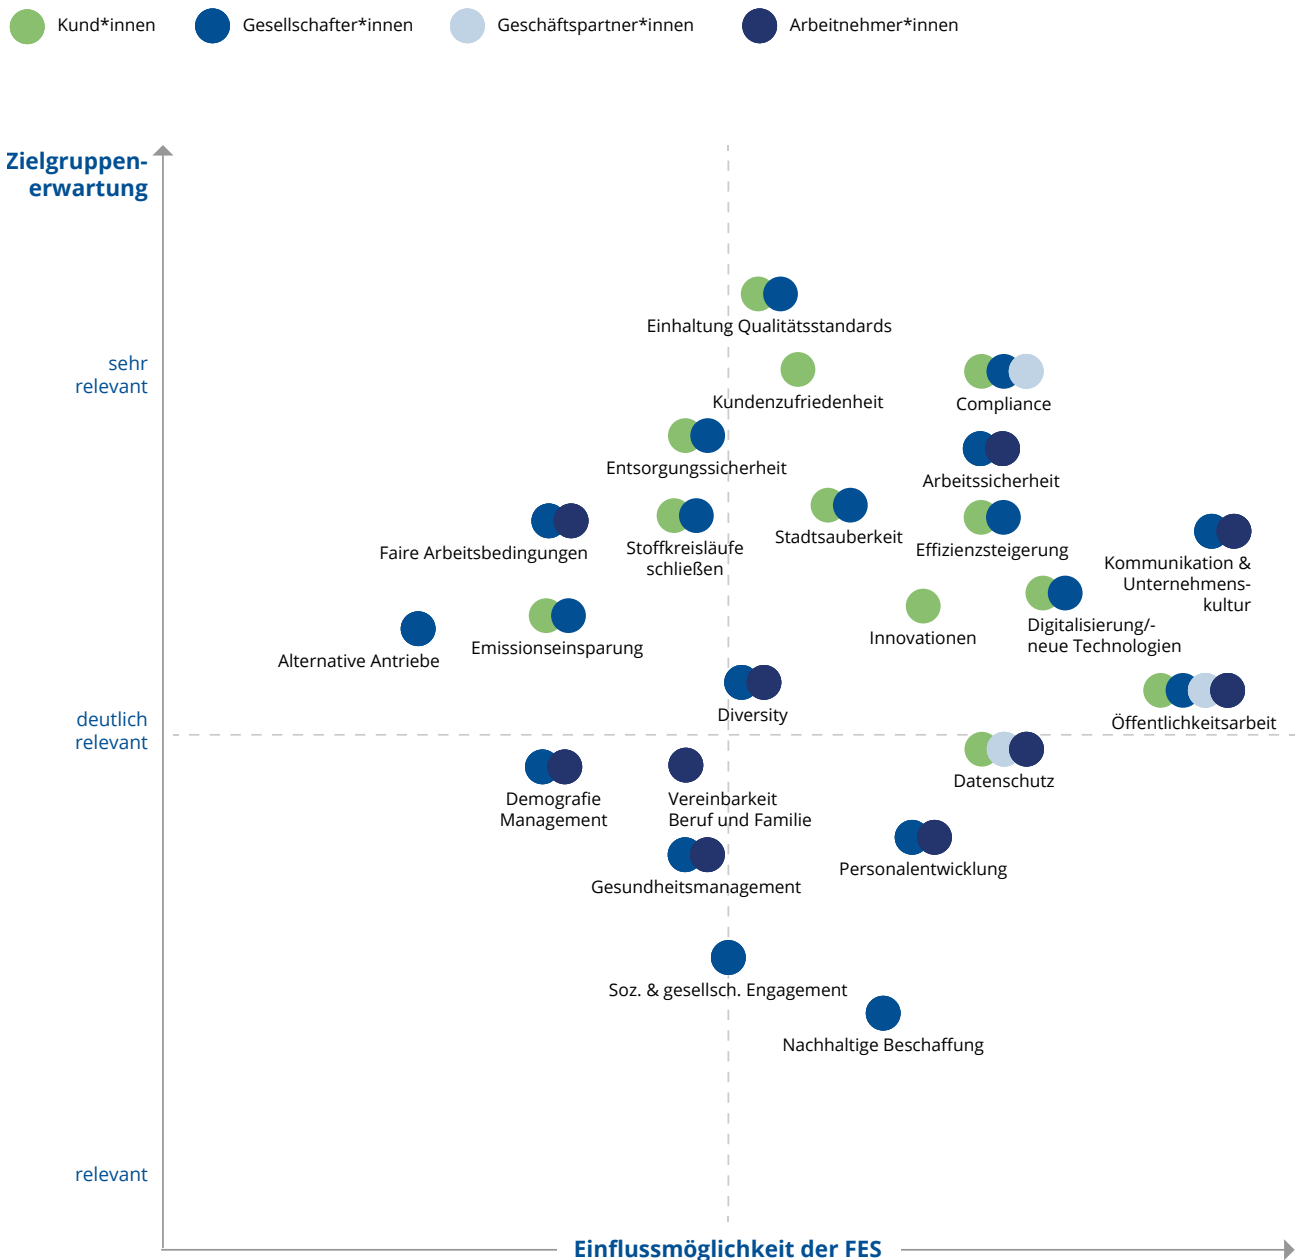 Kund*innen
Gesellschafter*innen
Geschäftspartner*innen
Arbeitnehmer*innen
Zielgruppen-
erwartung
Einhaltung Qualitätsstandards
sehr
relevant
Kundenzufriedenheit
Compliance
Entsorgungssicherheit
Arbeitssicherheit
Stadtsauberkeit
Faire Arbeitsbedingungen
Stoffkreisläufe
schließen
Effizienzsteigerung
Kommunikation &
Unternehmens-
kultur
Innovationen
Digitalisierung/-
neue Technologien
Alternative Antriebe
Emissionseinsparung
Diversity
Öffentlichkeitsarbeit
deutlich
relevant
Datenschutz
Demografie
Management
Vereinbarkeit
Beruf und Familie
Personalentwicklung
Gesundheitsmanagement
Soz. & gesellsch. Engagement
Nachhaltige Beschaffung
relevant
Einflussmöglichkeit der FES